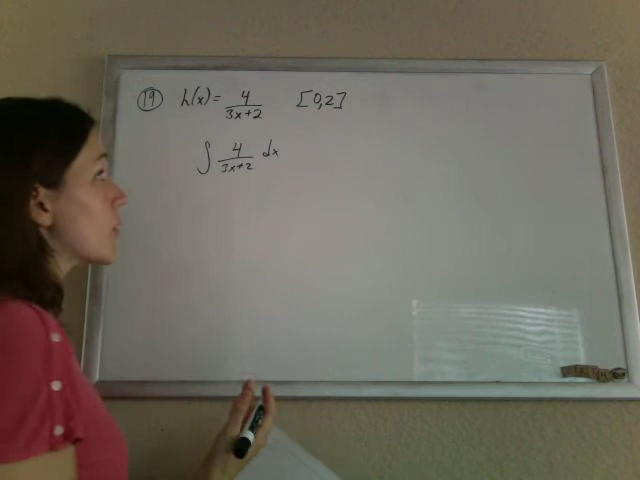 19 h(x) = 4/(3x+2) [0,2]
∫ 4/(3x+2) dx